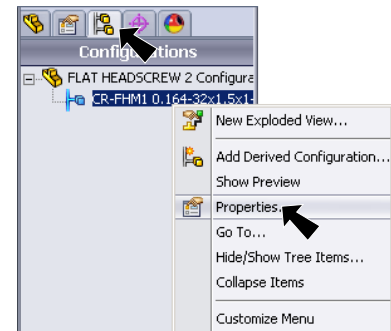 Configurations
FLAT HEADSCREW 2 Configura
CR-FHM1 0.164-32x1.5x1-
New Exploded View...
Add Derived Configuration...
Show Preview
Properties...
Go To...
Hide/Show Tree Items...
Collapse Items
Customize Menu